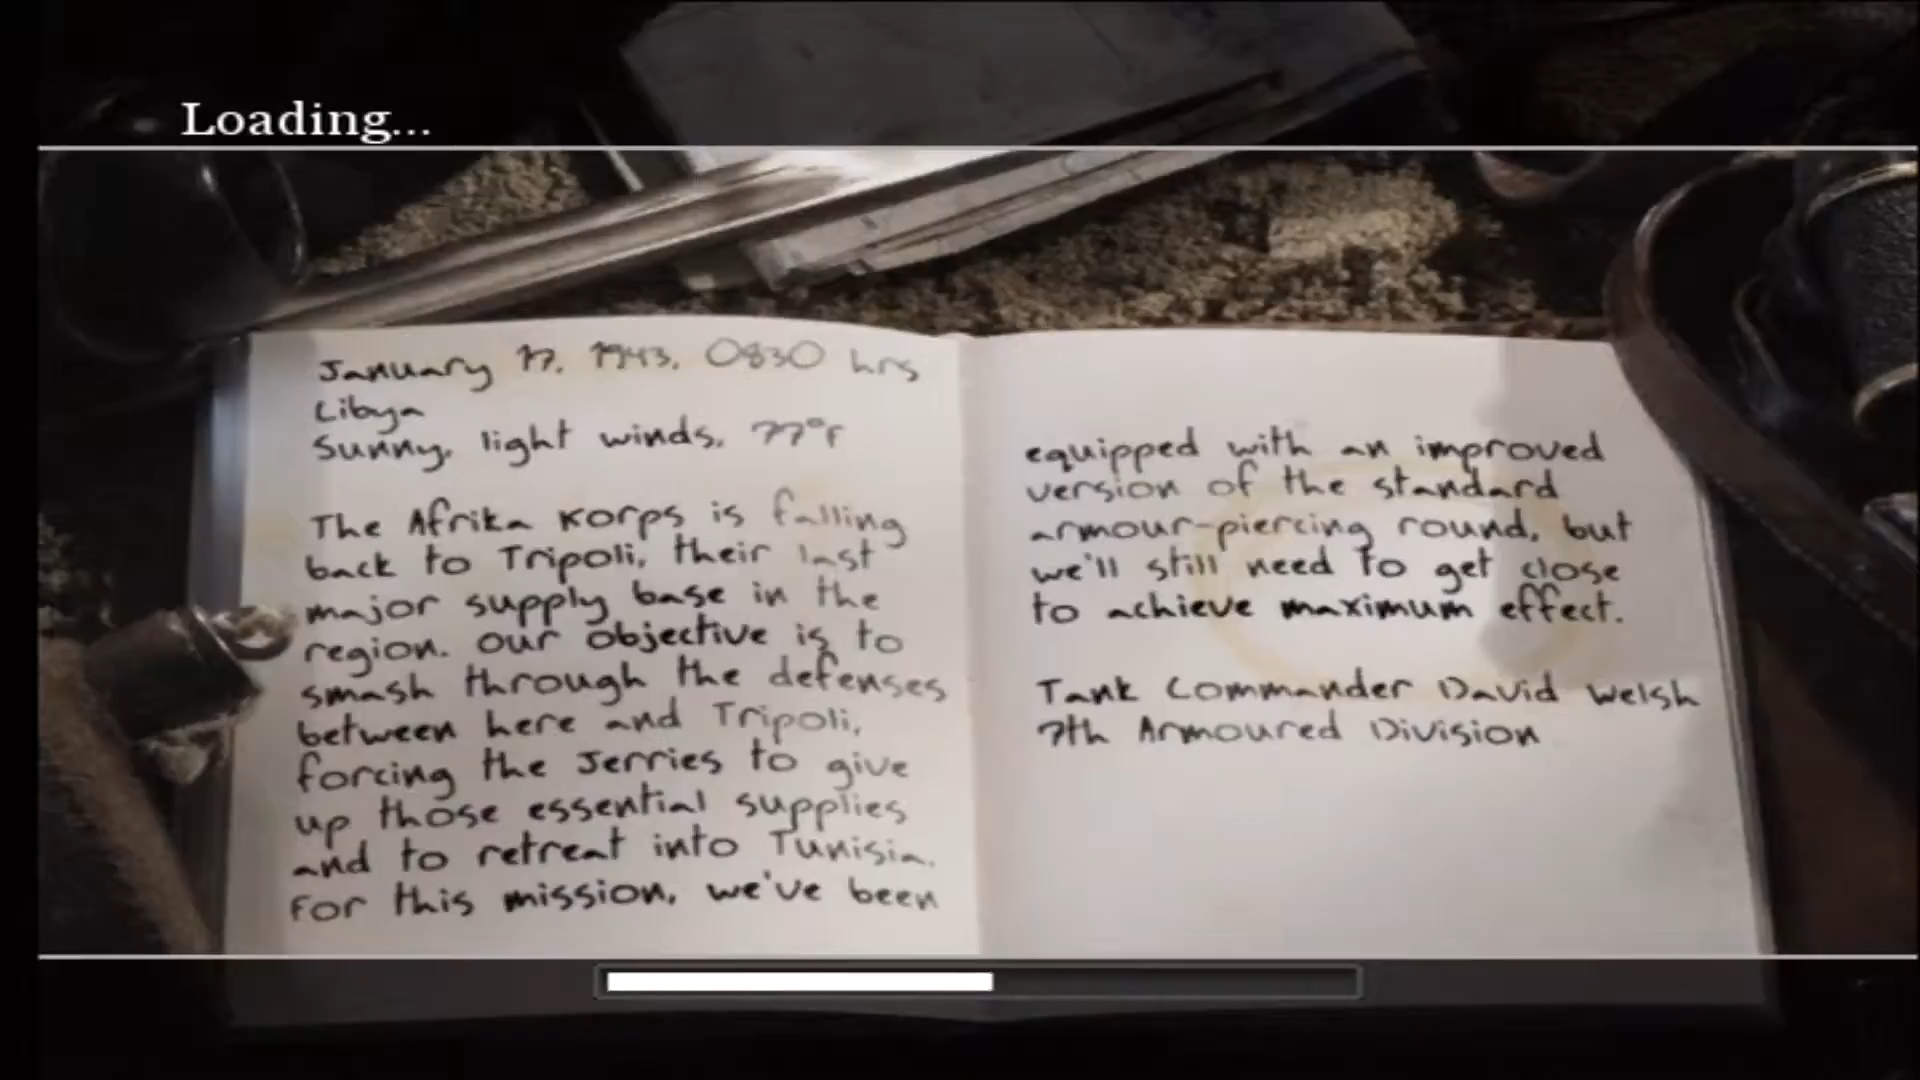 Loading...
January 17, 1943, 0830 hrs
Libya
Sunny, light winds, 77°F
The Afrika Korps is falling
back to Tripoli, their last
major supply base in the
region. Our objective is to
smash through the defenses
between here and Tripoli,
forcing the Jerries to give
up those essential supplies
and to retreat into Tunisia.
For this mission, we've been
equipped with an improved
version of the standard
armour-piercing round, but
we'll still need to get close
to achieve maximum effect.
Tank Commander David Welsh
7th Armoured Division